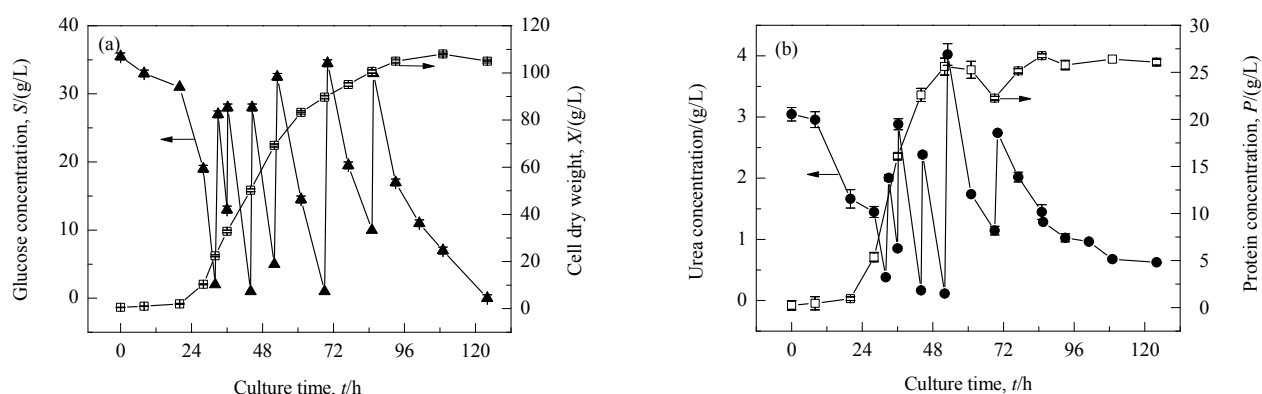 (a)
Glucose concentration, S/(g/L)
40
30
20
10
0
120
100
80
60
40
20
0
Cell dry weight, X/(g/L)
0 24 48 72 96 120
Culture time, t/h
(b)
Urea concentration/(g/L)
4
3
2
1
0
30
25
20
15
10
5
0
Protein concentration, P/(g/L)
0 24 48 72 96 120
Culture time, t/h